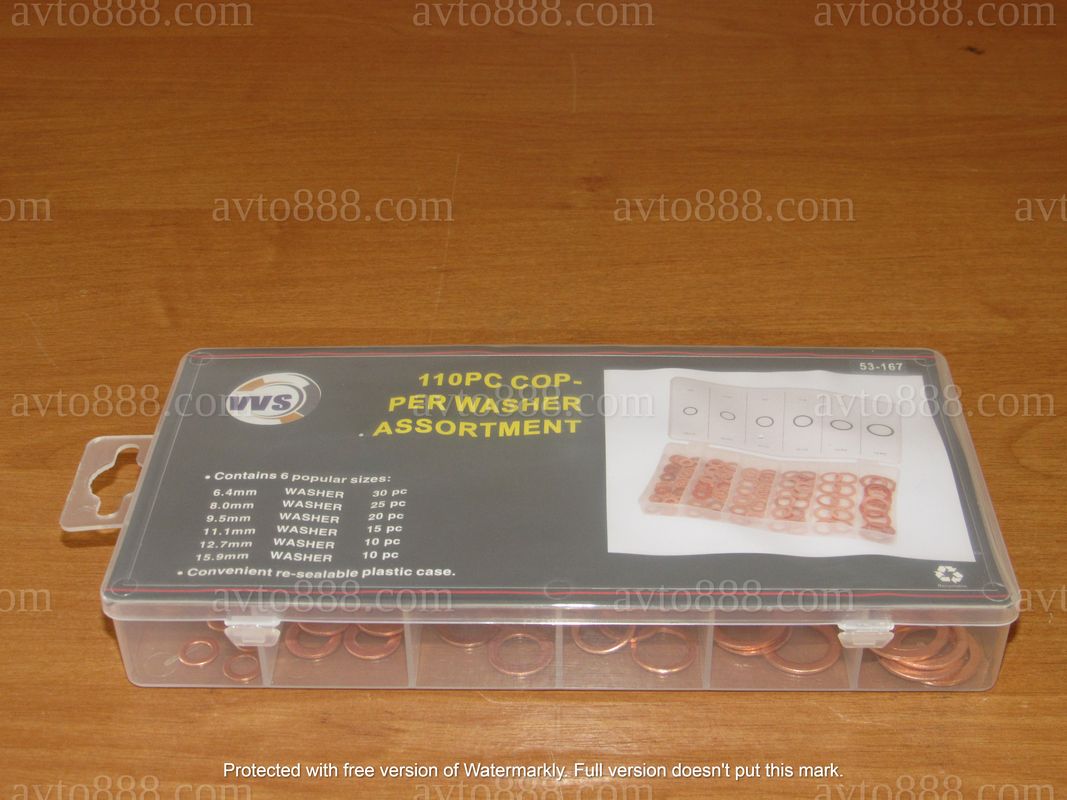 avto888.com avto888.com avto888.com
avto888.com avto888.com
53-167
110PC COP-
PER WASHER
ASSORTMENT
VVS
avto888.com avto888.com avto888.com
• Contains 6 popular sizes:
6.4mm WASHER 30 pc
8.0mm WASHER 25 pc
9.5mm WASHER 20 pc
11.1mm WASHER 15 pc
12.7mm WASHER 10 pc
15.9mm WASHER 10 pc
• Convenient re-sealable plastic case.
avto888.com avto888.com
Protected with free version of Watermarkly. Full version doesn't put this mark.
avto888.com avto888.com avto888.com